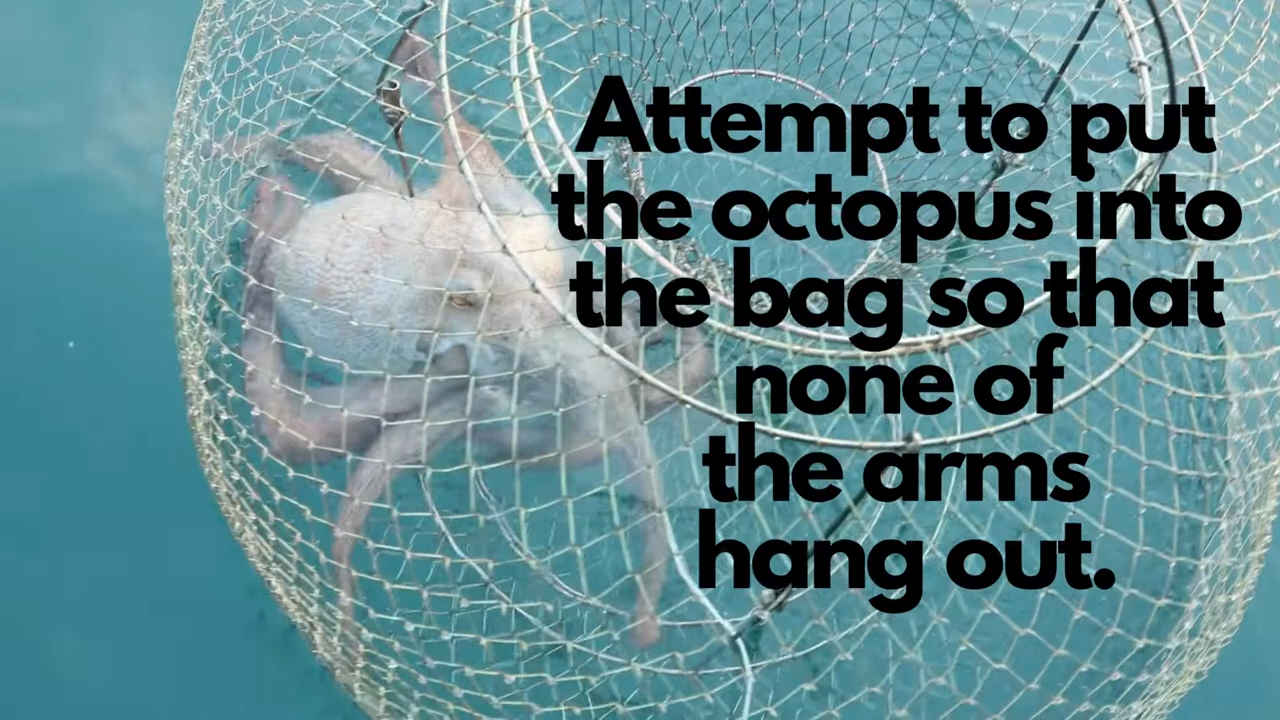 Attempt to put
the octopus into
the bag so that
none of
the arms
hang out.